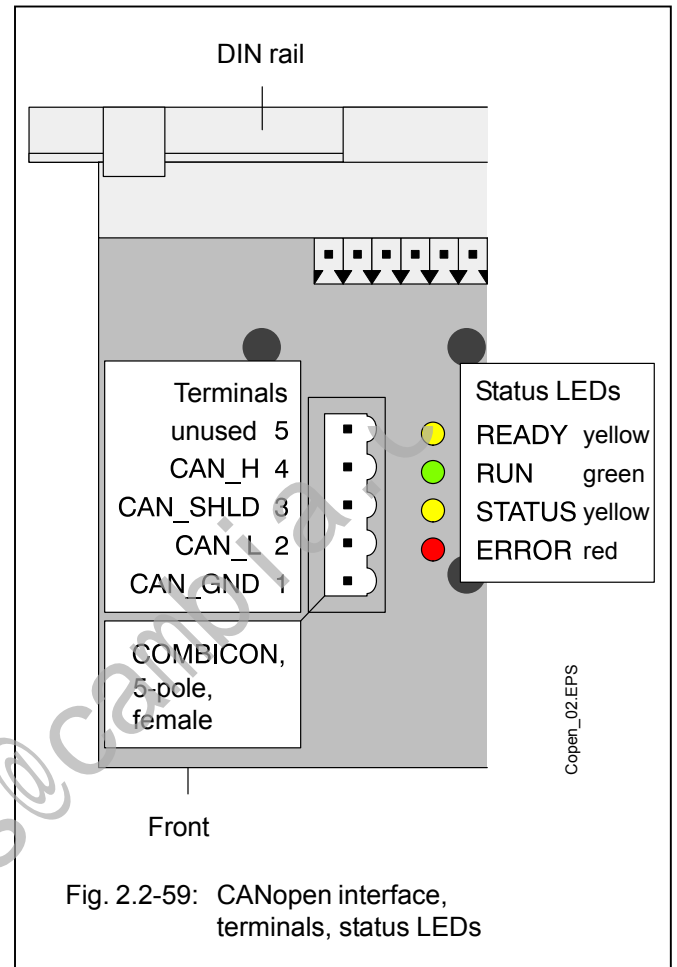 DIN rail
Terminals
unused 5
CAN_H 4
CAN_SHLD 3
CAN_L 2
CAN_GND 1
COMBICON,
5-pole,
female
Status LEDs
READY yellow
RUN green
STATUS yellow
ERROR red
Copen_02.EPS
Front
Fig. 2.2-59: CANopen interface,
terminals, status LEDs